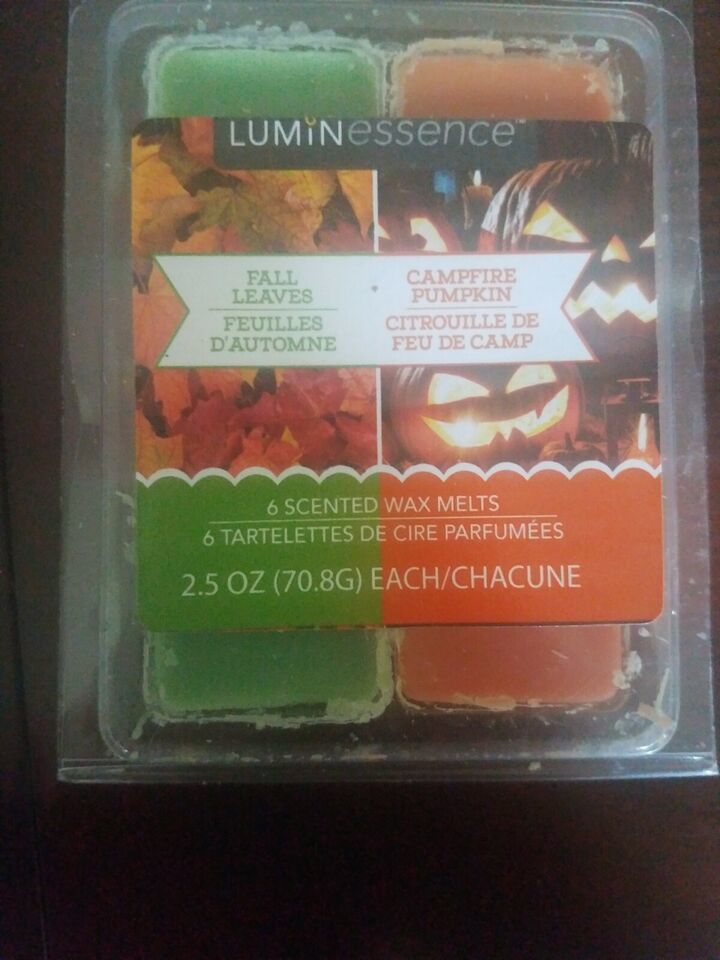 LUMiNessence™
FALL
LEAVES
FEUILLES
D'AUTOMNE
CAMPFIRE
PUMPKIN
CITROUILLE DE
FEU DE CAMP
6 SCENTED WAX MELTS
6 TARTELETTES DE CIRE PARFUMÉES
2.5 OZ (70.8G) EACH/CHACUNE